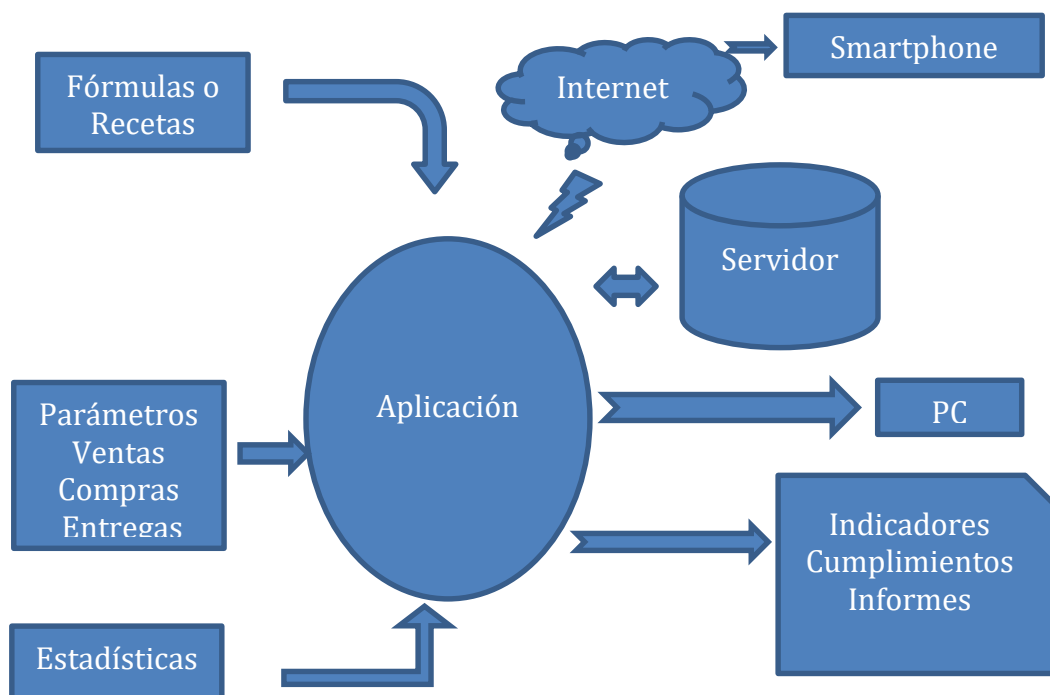 Fórmulas o
Recetas
Internet
Smartphone
Servidor
Parámetros
Ventas
Compras
Entregas
Aplicación
PC
Indicadores
Cumplimientos
Informes
Estadísticas